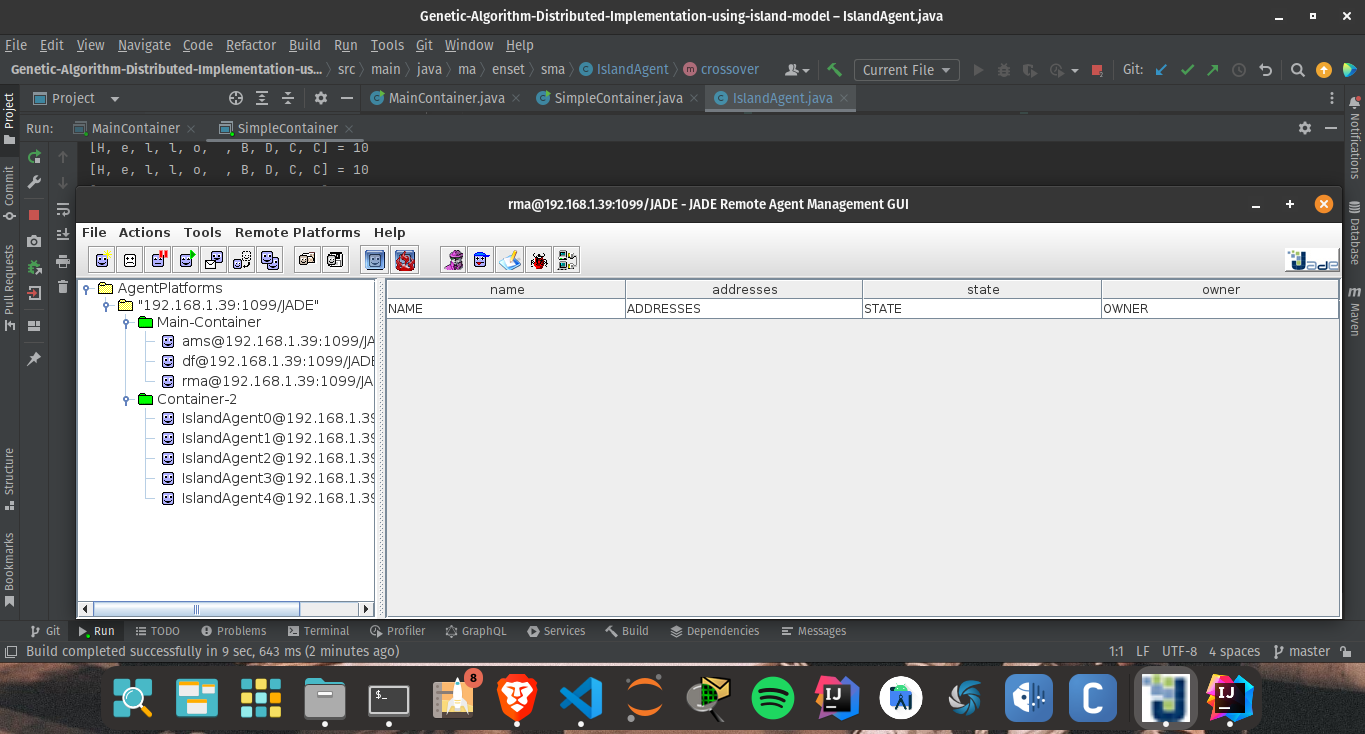 Genetic-Algorithm-Distributed-Implementation-using-island-model – IslandAgent.java
File Edit View Navigate Code Refactor Build Run Tools Git Window Help
Genetic-Algorithm-Distributed-Implementation-us... src main java ma enset sma IslandAgent crossover Current File Git:
Project MainContainer.java SimpleContainer.java IslandAgent.java
Run: MainContainer SimpleContainer
[H, e, l, l, o,  , B, D, C, C] = 10
[H, e, l, l, o,  , B, D, C, C] = 10
rma@192.168.1.39:1099/JADE - JADE Remote Agent Management GUI
File Actions Tools Remote Platforms Help
Jade
AgentPlatforms
"192.168.1.39:1099/JADE"
Main-Container
ams@192.168.1.39:1099/JA
df@192.168.1.39:1099/JADE
rma@192.168.1.39:1099/JA
Container-2
IslandAgent0@192.168.1.39
IslandAgent1@192.168.1.39
IslandAgent2@192.168.1.39
IslandAgent3@192.168.1.39
IslandAgent4@192.168.1.39
name addresses state owner
NAME ADDRESSES STATE OWNER
Project
Commit
Pull Requests
Structure
Bookmarks
Notifications
Database
m Maven
Git Run TODO Problems Terminal Profiler GraphQL Services Build Dependencies Messages
Build completed successfully in 9 sec, 643 ms (2 minutes ago) 1:1 LF UTF-8 4 spaces master
$_
8
IJ
C
J
IJ